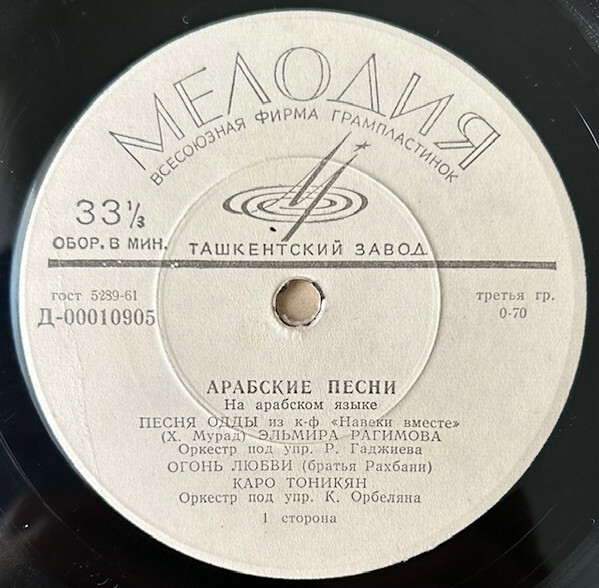 МЕЛОДИЯ
ВСЕСОЮЗНАЯ ФИРМА ГРАМПЛАСТИНОК
33⅓
ОБОР. В МИН.
ТАШКЕНТСКИЙ ЗАВОД
гост 5289-61
Д-00010905
третья гр.
0-70
АРАБСКИЕ ПЕСНИ
На арабском языке
ПЕСНЯ ОДДЫ из к-ф «Навеки вместе»
(Х. Мурад) ЭЛЬМИРА РАГИМОВА
Оркестр под упр. Р. Гаджиева
ОГОНЬ ЛЮБВИ (братья Рахбани)
КАРО ТОНИКЯН
Оркестр под упр. К. Орбеляна
1 сторона